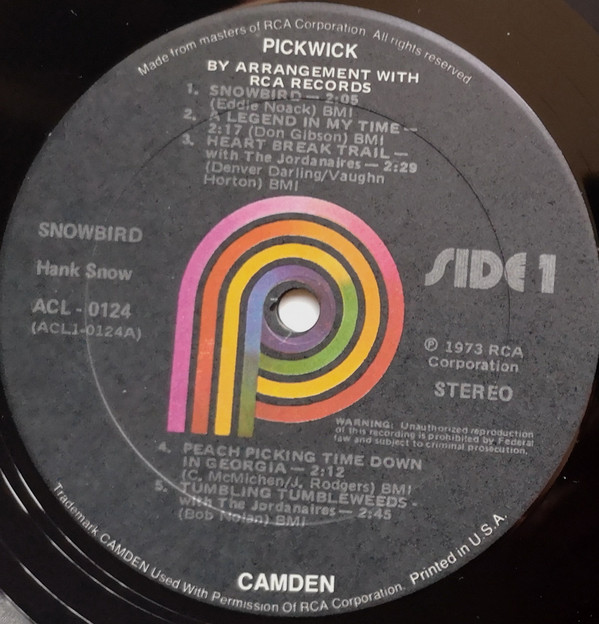 Made from masters of RCA Corporation All rights reserved
PICKWICK
BY ARRANGEMENT WITH
RCA RECORDS
1. SNOWBIRD — 2:05
(Eddie Noack) BMI
2. A LEGEND IN MY TIME —
2:17 (Don Gibson) BMI
3. HEART BREAK TRAIL —
with The Jordanaires — 2:29
(Denver Darling/Vaughn
Horton) BMI
SNOWBIRD
Hank Snow
ACL - 0124
(ACL1-0124A)
SIDE 1
℗ 1973 RCA
Corporation
STEREO
WARNING: Unauthorized reproduction
of this recording is prohibited by Federal
law and subject to criminal prosecution.
4. PEACH PICKING TIME DOWN
IN GEORGIA — 2:12
(C. McMichen/J. Rodgers) BMI
5. TUMBLING TUMBLEWEEDS -
with The Jordanaires — 2:45
(Bob Nolan) BMI
CAMDEN
Trademark CAMDEN Used With Permission Of RCA Corporation. Printed in U.S.A.